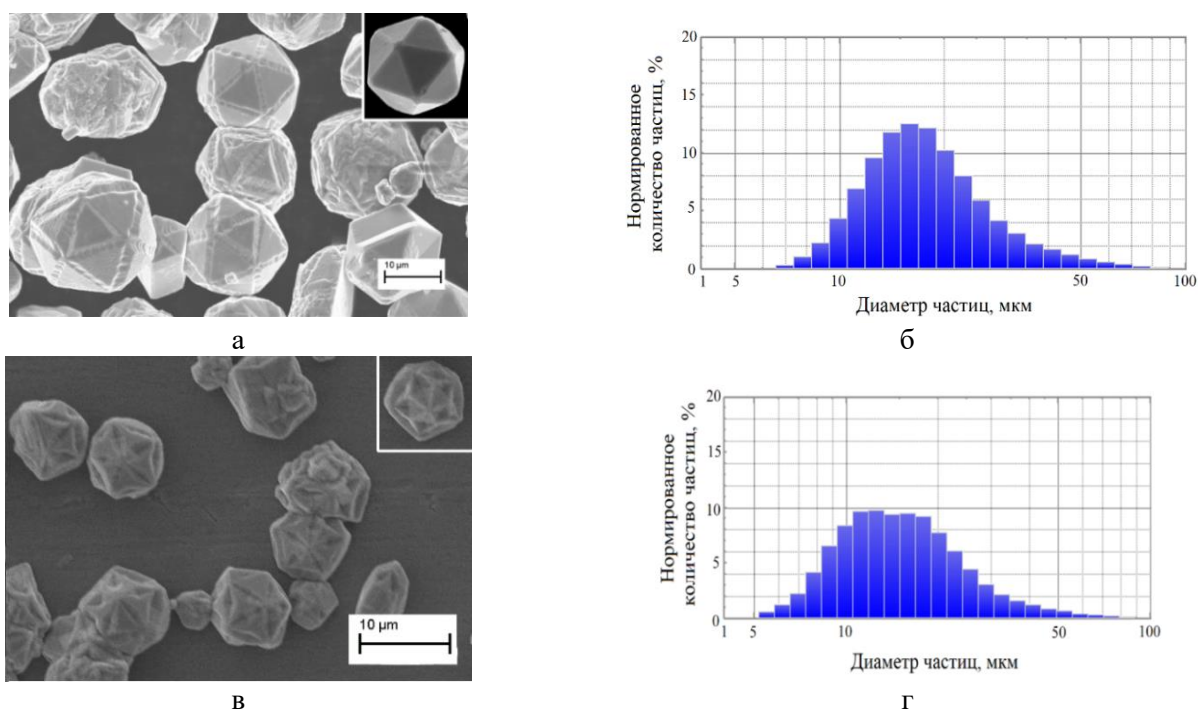 10 µm
а
Нормированное
количество частиц, %
20
15
10
5
0
1 5 10 50 100
Диаметр частиц, мкм
б
10 µm
в
Нормированное
количество частиц, %
20
15
10
5
0
1 5 10 50 100
Диаметр частиц, мкм
г